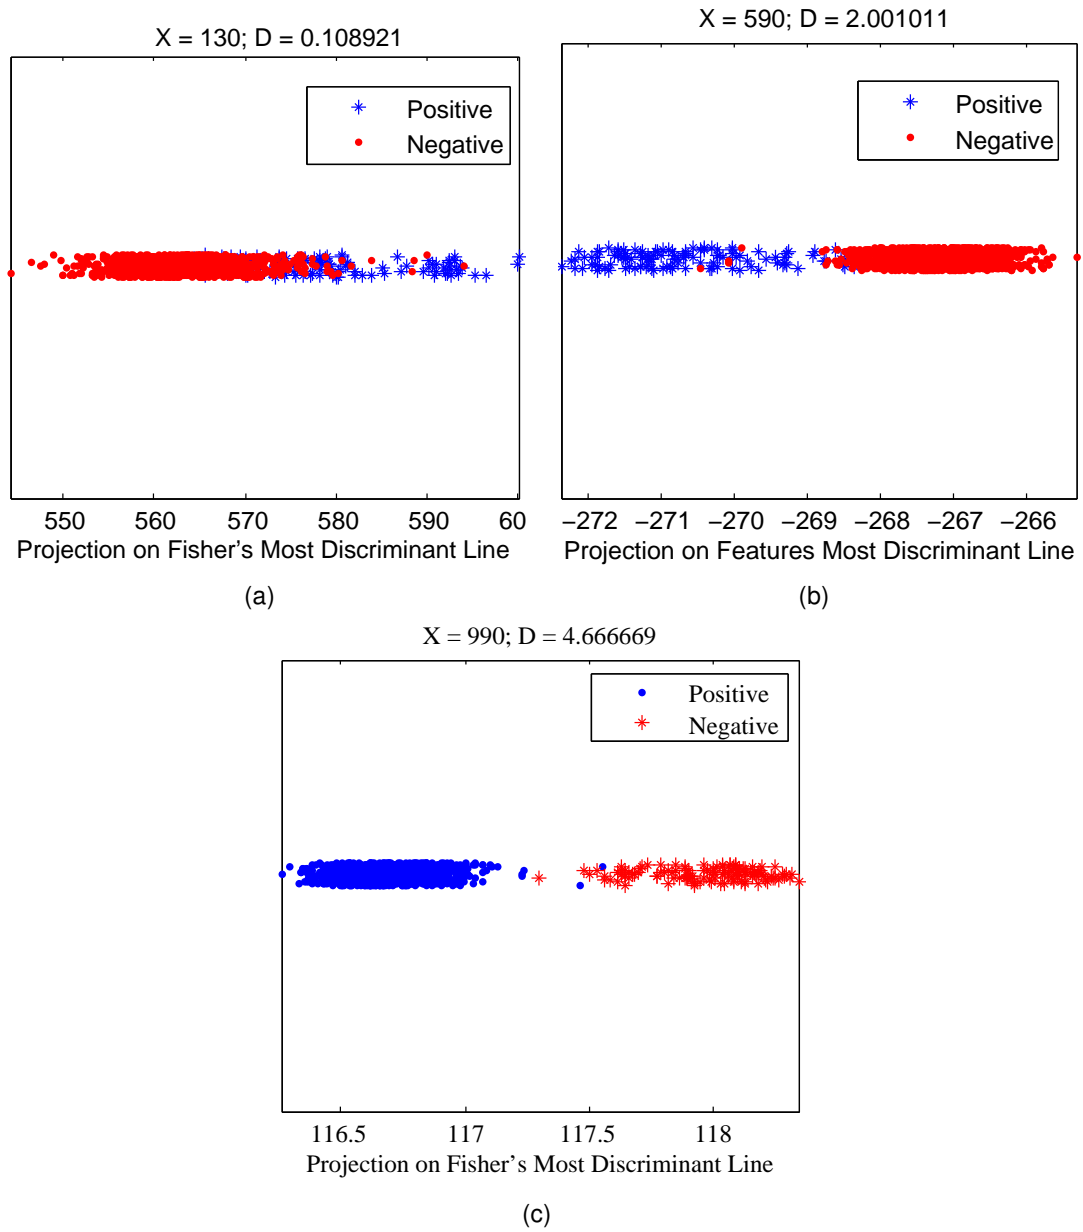 X = 130; D = 0.108921
Positive
Negative
550 560 570 580 590 60
Projection on Fisher's Most Discriminant Line
(a)
X = 590; D = 2.001011
Positive
Negative
−272 −271 −270 −269 −268 −267 −266
Projection on Features Most Discriminant Line
(b)
X = 990; D = 4.666669
Positive
Negative
116.5 117 117.5 118
Projection on Fisher's Most Discriminant Line
(c)